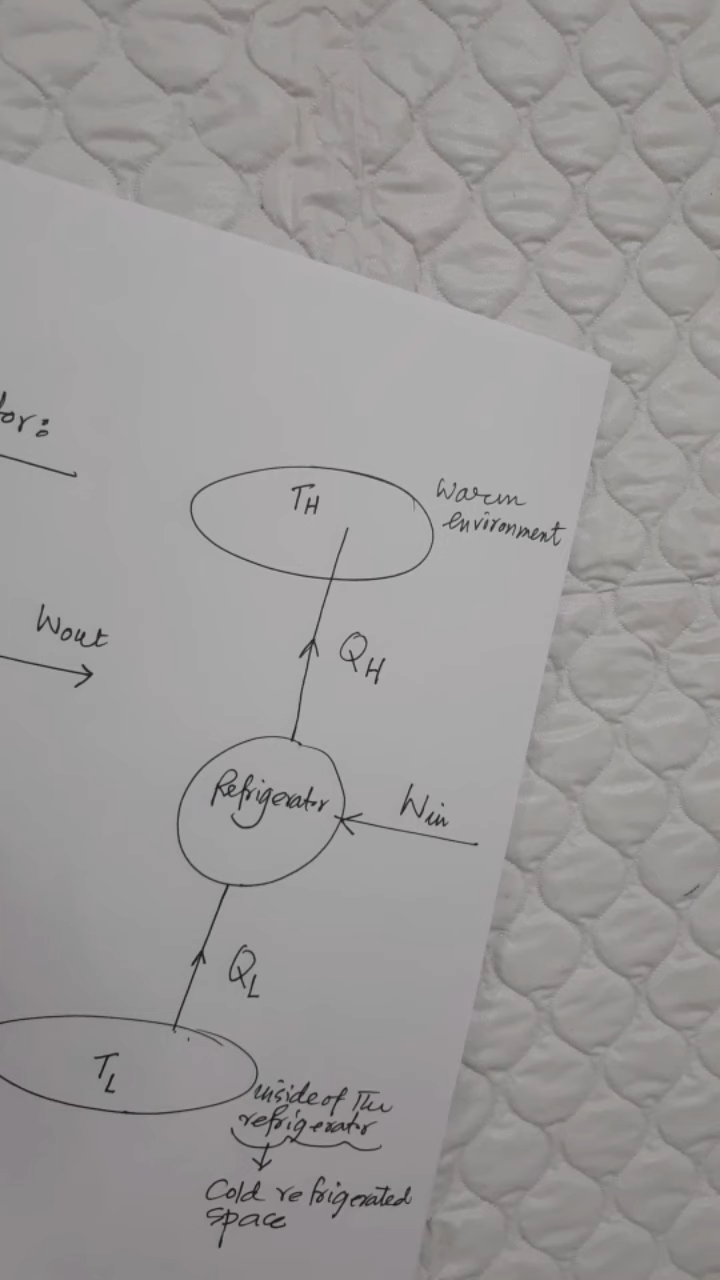 or:
TH
Warm
environment
Wout
QH
Refrigerator
Win
QL
TL
inside of The
refrigerator
Cold refrigerated
space